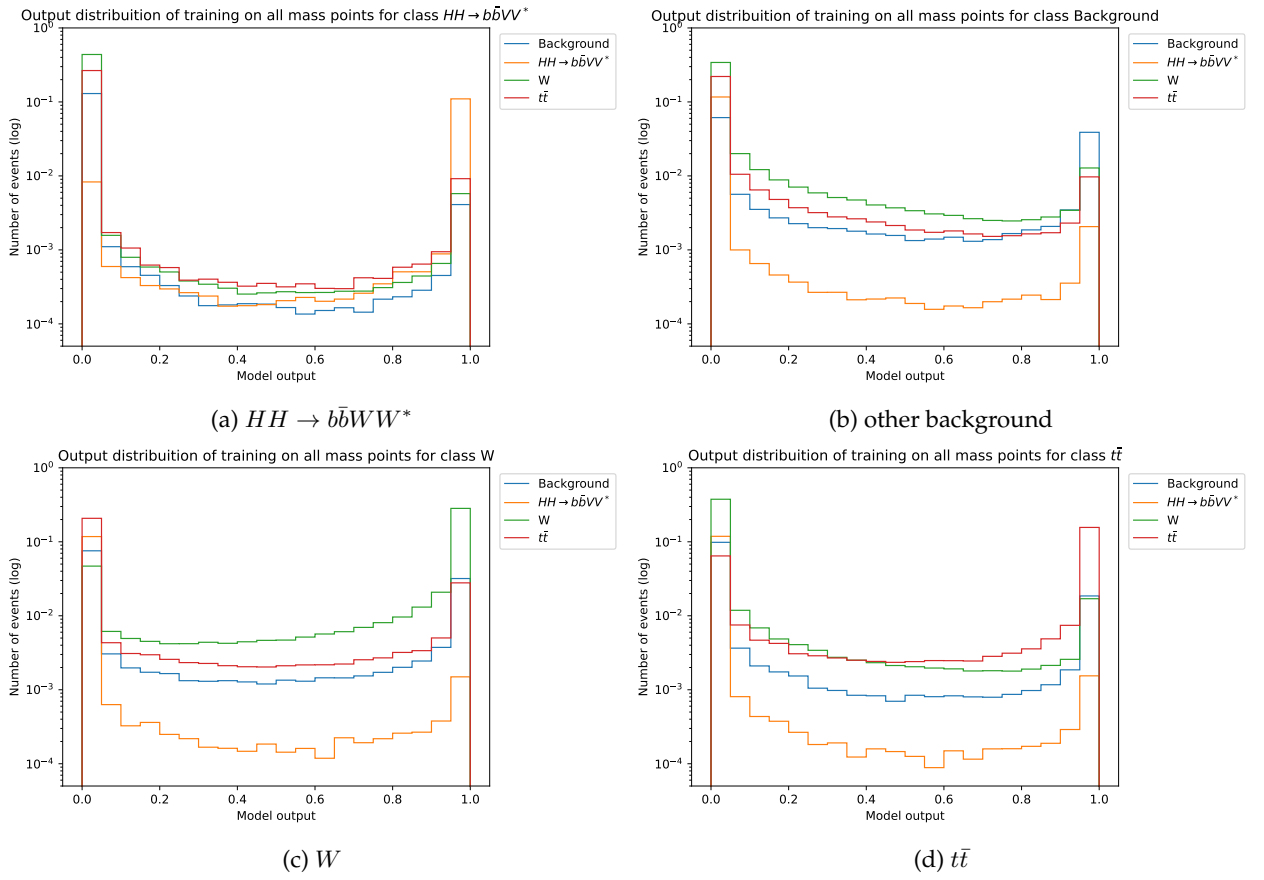 Output distribuition of training on all mass points for class HH → bb̄VV*
Number of events (log)
10⁰
10⁻¹
10⁻²
10⁻³
10⁻⁴
0.0 0.2 0.4 0.6 0.8 1.0
Model output
Background
HH → bb̄VV*
W
tt̄
(a) HH → bb̄WW*
Output distribuition of training on all mass points for class Background
Number of events (log)
10⁰
10⁻¹
10⁻²
10⁻³
10⁻⁴
0.0 0.2 0.4 0.6 0.8 1.0
Model output
Background
HH → bb̄VV*
W
tt̄
(b) other background
Output distribuition of training on all mass points for class W
Number of events (log)
10⁰
10⁻¹
10⁻²
10⁻³
10⁻⁴
0.0 0.2 0.4 0.6 0.8 1.0
Model output
Background
HH → bb̄VV*
W
tt̄
(c) W
Output distribuition of training on all mass points for class tt̄
Number of events (log)
10⁰
10⁻¹
10⁻²
10⁻³
10⁻⁴
0.0 0.2 0.4 0.6 0.8 1.0
Model output
Background
HH → bb̄VV*
W
tt̄
(d) tt̄